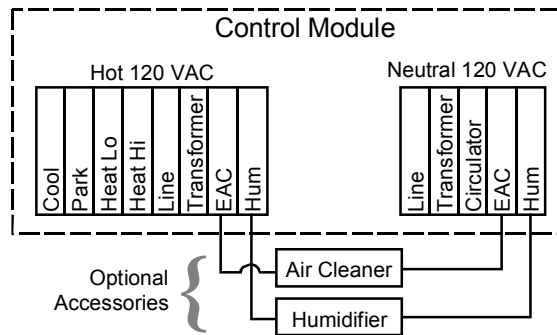 Control Module
Hot 120 VAC
Neutral 120 VAC
Cool
Park
Heat Lo
Heat Hi
Line
Transformer
EAC
Hum
Line
Transformer
Circulator
EAC
Hum
Optional
Accessories
Air Cleaner
Humidifier